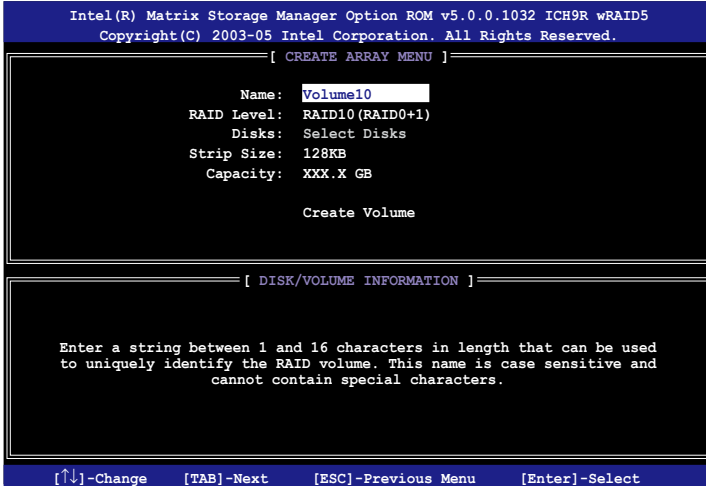 Intel(R) Matrix Storage Manager Option ROM v5.0.0.1032 ICH9R wRAID5
Copyright(C) 2003-05 Intel Corporation. All Rights Reserved.
[ CREATE ARRAY MENU ]
Name: Volume10
RAID Level: RAID10(RAID0+1)
Disks: Select Disks
Strip Size: 128KB
Capacity: XXX.X GB
Create Volume
[ DISK/VOLUME INFORMATION ]
Enter a string between 1 and 16 characters in length that can be used
to uniquely identify the RAID volume. This name is case sensitive and
cannot contain special characters.
[↑↓]-Change [TAB]-Next [ESC]-Previous Menu [Enter]-Select